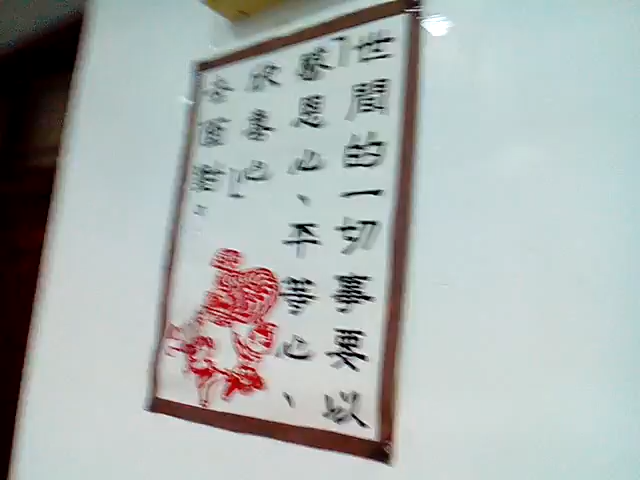 世間的一切事要以
感恩心、平等心、
欣喜心
去面對。